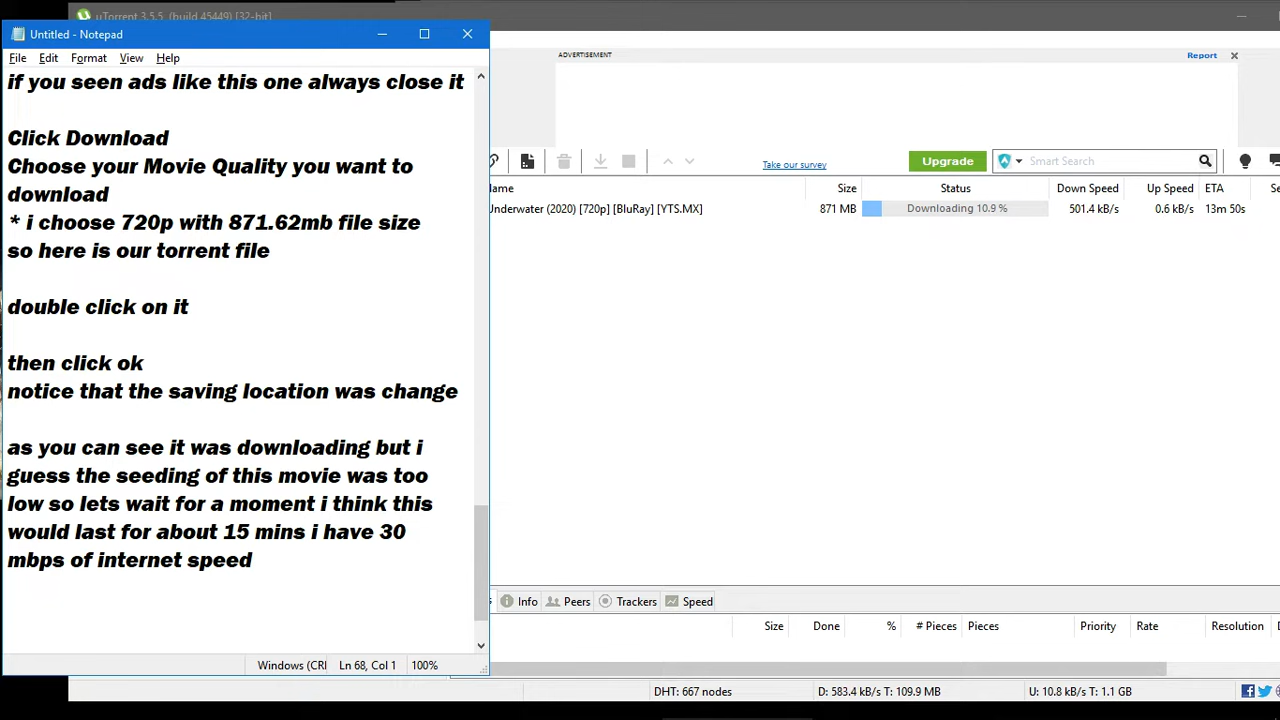 uTorrent 3.5.5 (build 45449) [32-bit]
Untitled - Notepad
File Edit Format View Help
if you seen ads like this one always close it
Click Download
Choose your Movie Quality you want to
download
* i choose 720p with 871.62mb file size
so here is our torrent file
double click on it
then click ok
notice that the saving location was change
as you can see it was downloading but i
guess the seeding of this movie was too
low so lets wait for a moment i think this
would last for about 15 mins i have 30
mbps of internet speed
Windows (CRI Ln 68, Col 1 100%
ADVERTISEMENT Report
Take our survey Upgrade Smart Search
ame Size Status Down Speed Up Speed ETA Se
Underwater (2020) [720p] [BluRay] [YTS.MX] 871 MB Downloading 10.9 % 501.4 kB/s 0.6 kB/s 13m 50s
Info Peers Trackers Speed
Size Done % # Pieces Pieces Priority Rate Resolution
DHT: 667 nodes D: 583.4 kB/s T: 109.9 MB U: 10.8 kB/s T: 1.1 GB